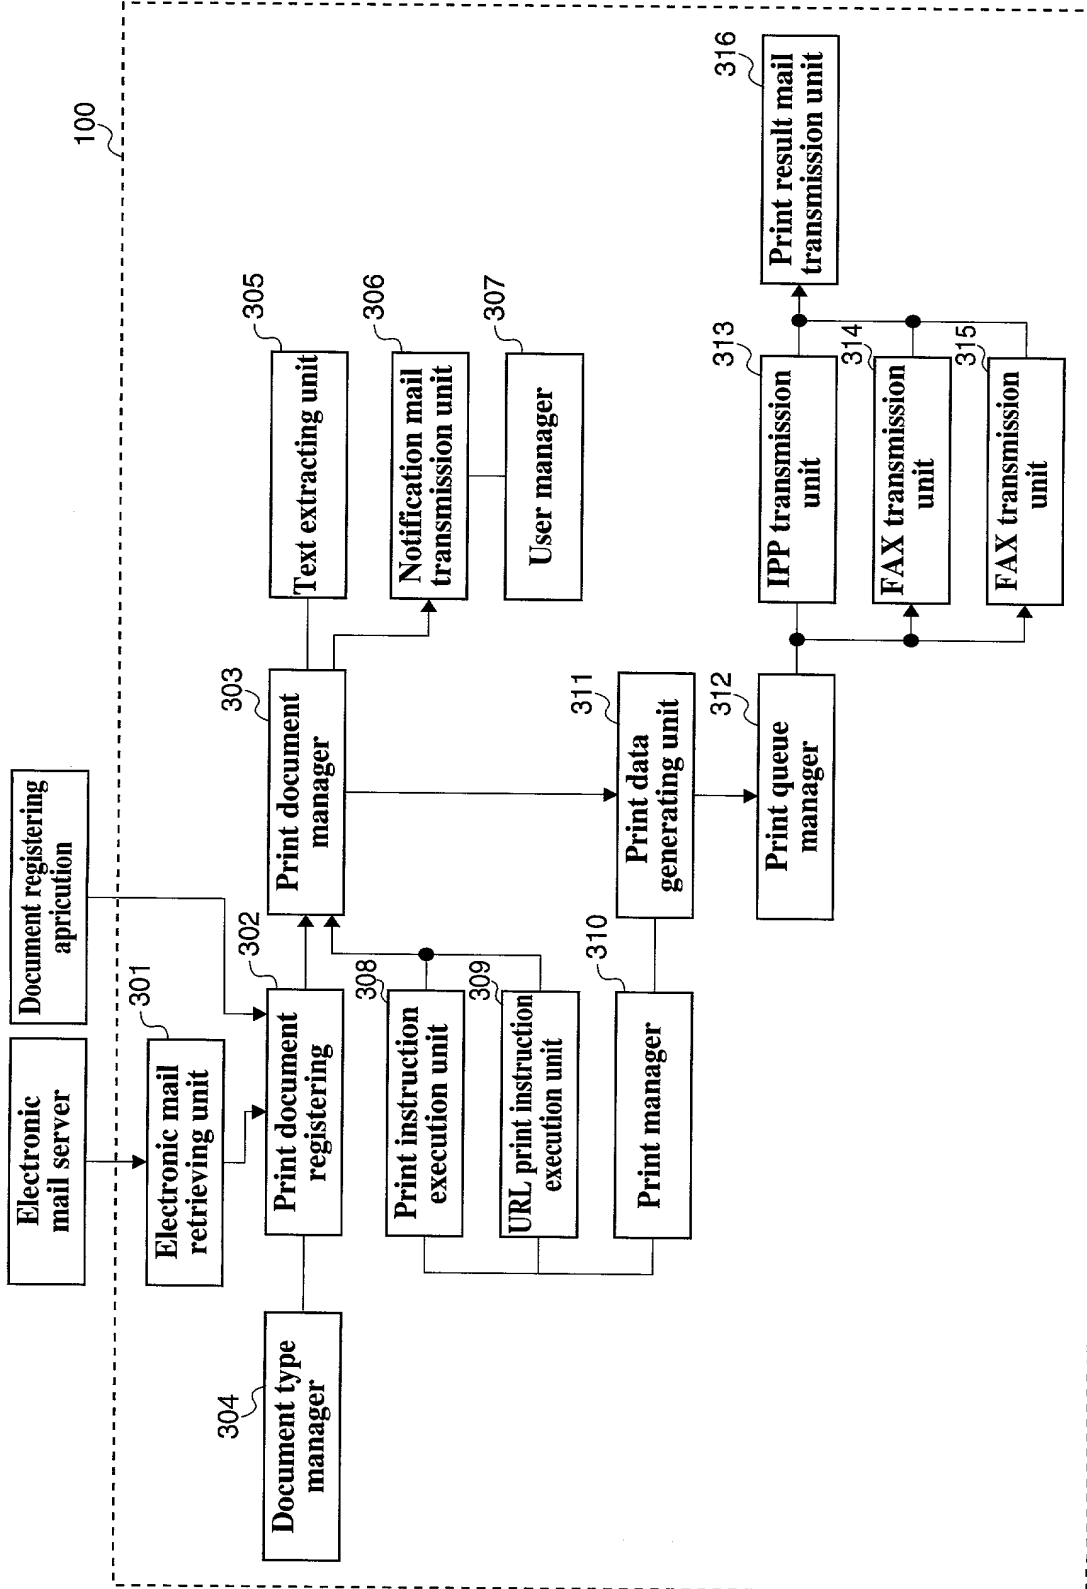 100
Electronic
mail server
Document registering
apricution
301
Electronic mail
retrieving unit
304
Document type
manager
302
Print document
registering
303
Print document
manager
305
Text extracting unit
306
Notification mail
transmission unit
307
User manager
308
Print instruction
execution unit
309
URL print instruction
execution unit
310
Print manager
311
Print data
generating unit
312
Print queue
manager
313
IPP transmission
unit
314
FAX transmission
unit
315
FAX transmission
unit
316
Print result mail
transmission unit